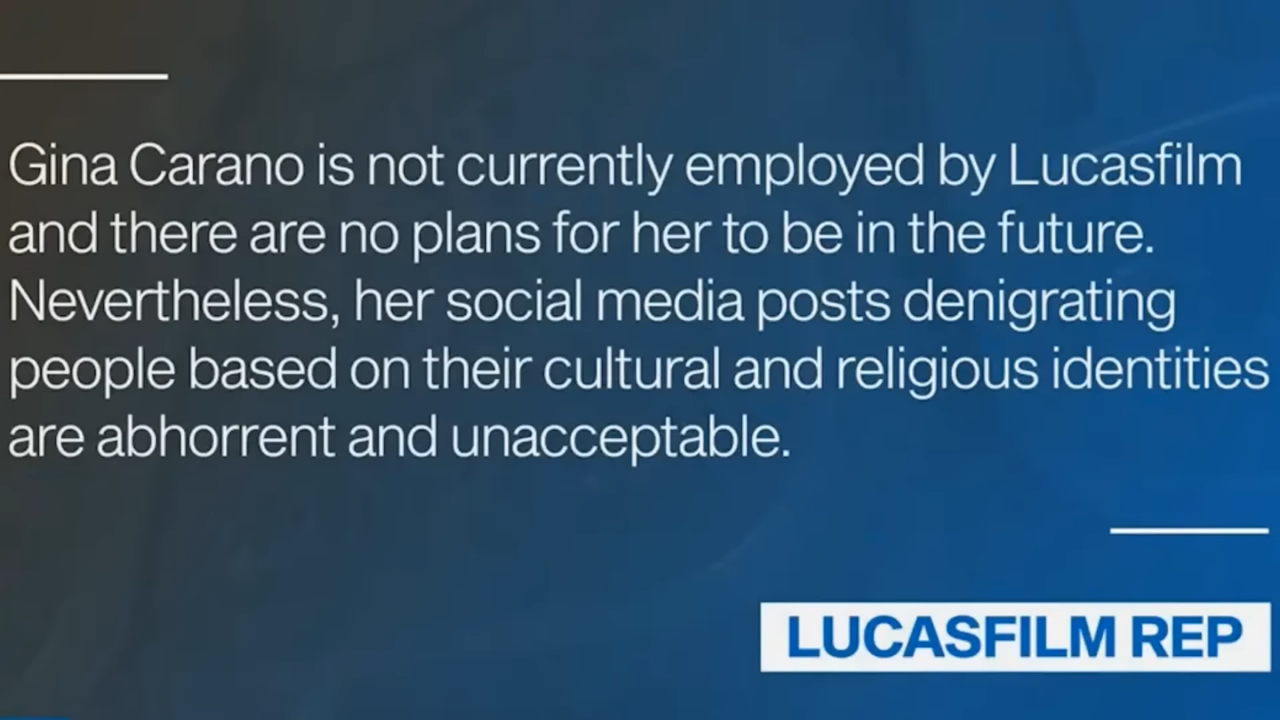 Gina Carano is not currently employed by Lucasfilm
and there are no plans for her to be in the future.
Nevertheless, her social media posts denigrating
people based on their cultural and religious identities
are abhorrent and unacceptable.
LUCASFILM REP